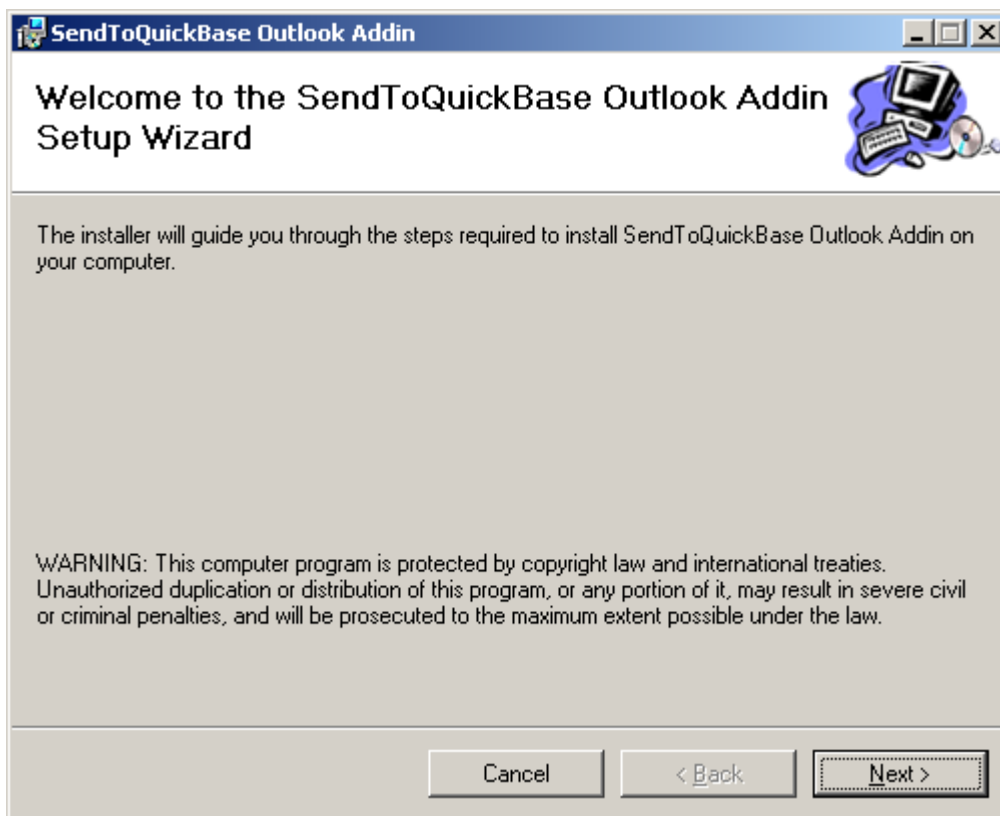 SendToQuickBase Outlook Addin
Welcome to the SendToQuickBase Outlook Addin
Setup Wizard
The installer will guide you through the steps required to install SendToQuickBase Outlook Addin on
your computer.
WARNING: This computer program is protected by copyright law and international treaties.
Unauthorized duplication or distribution of this program, or any portion of it, may result in severe civil
or criminal penalties, and will be prosecuted to the maximum extent possible under the law.
Cancel
< Back
Next >